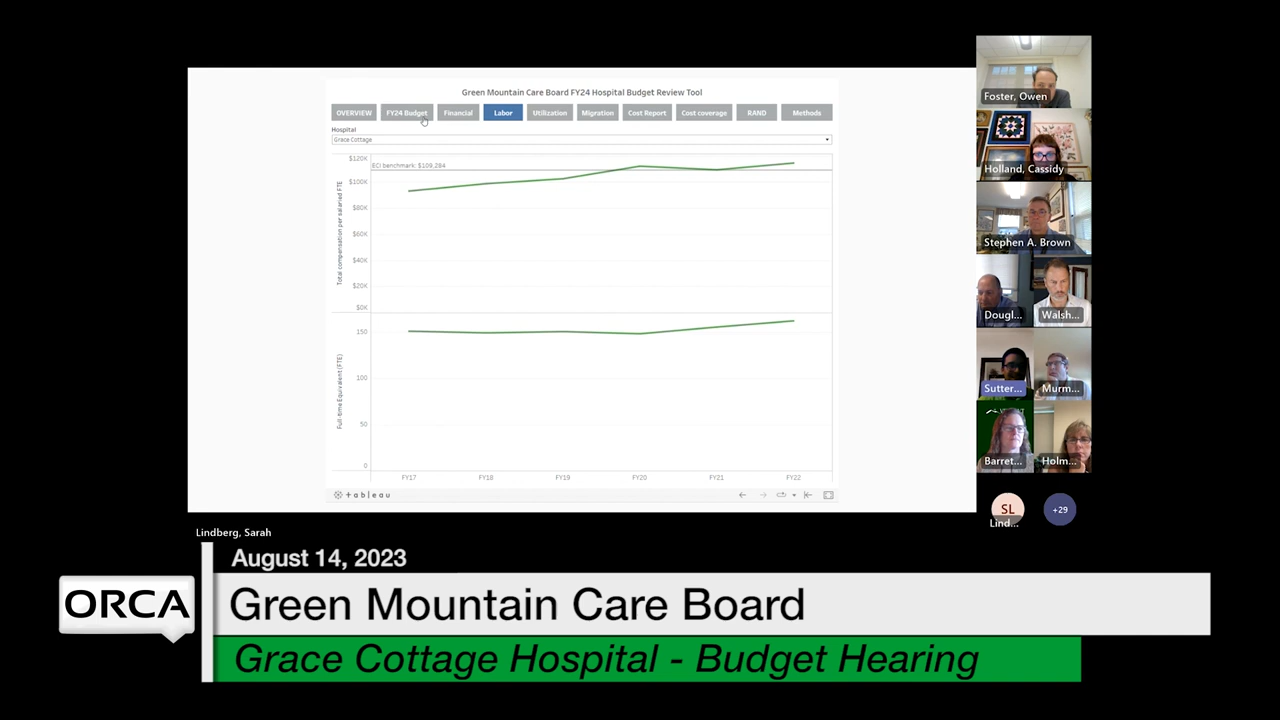 Green Mountain Care Board FY24 Hospital Budget Review Tool
OVERVIEW FY24 Budget Financial Labor Utilization Migration Cost Report Cost coverage RAND Methods
Hospital
Grace Cottage
Total compensation per salaried FTE
$120K
ECI benchmark: $109,284
$100K
$80K
$60K
$40K
$20K
$0K
Full-time Equivalent (FTE)
150
100
50
0
FY17 FY18 FY19 FY20 FY21 FY22
+ableau
Foster, Owen
Holland, Cassidy
Stephen A. Brown
Dougl... Walsh...
Sutter... Murm...
Barret... Holm...
SL +29
Lind...
Lindberg, Sarah
August 14, 2023
ORCA
Green Mountain Care Board
Grace Cottage Hospital - Budget Hearing